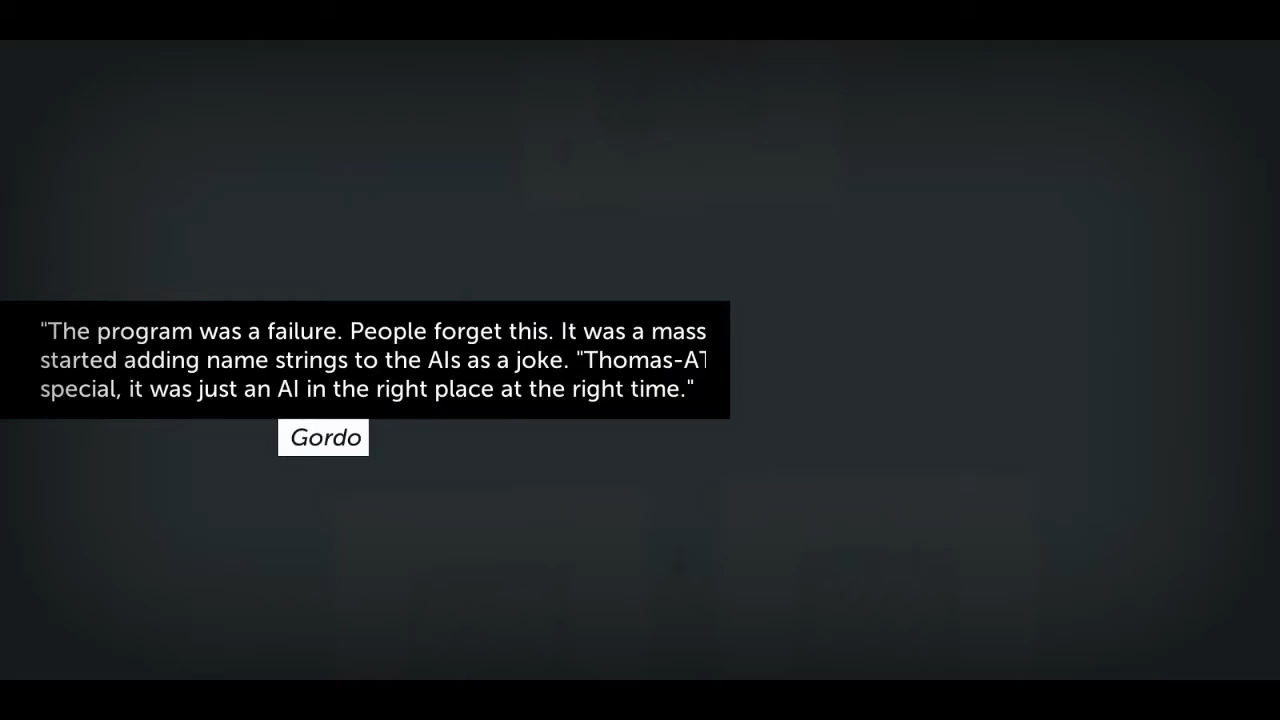 "The program was a failure. People forget this. It was a mass
started adding name strings to the AIs as a joke. "Thomas-AT
special, it was just an AI in the right place at the right time."
Gordo